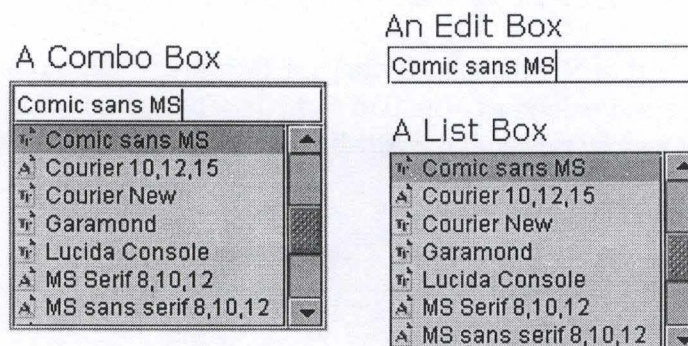 A Combo Box
Comic sans MS
Comic sans MS
Courier 10,12,15
Courier New
Garamond
Lucida Console
MS Serif 8,10,12
MS sans serif 8,10,12
An Edit Box
Comic sans MS
A List Box
Comic sans MS
Courier 10,12,15
Courier New
Garamond
Lucida Console
MS Serif 8,10,12
MS sans serif 8,10,12